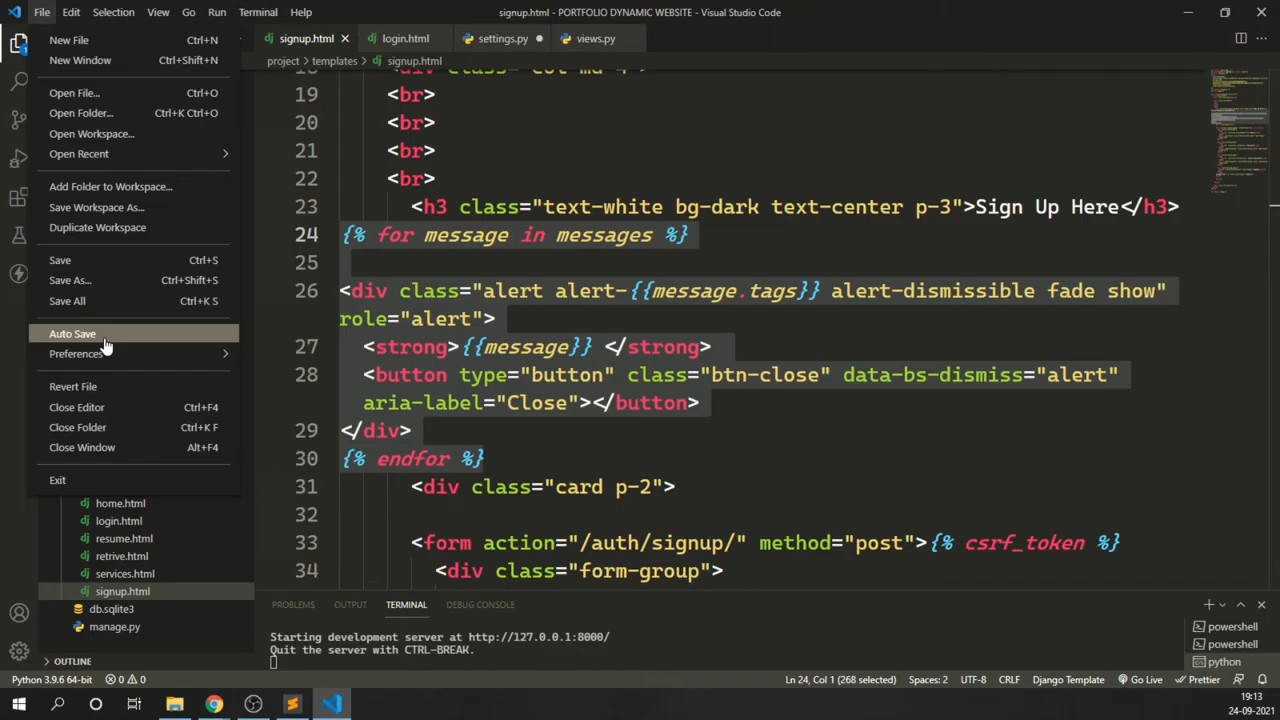 File Edit Selection View Go Run Terminal Help
signup.html - PORTFOLIO DYNAMIC WEBSITE - Visual Studio Code
New File Ctrl+N
New Window Ctrl+Shift+N
Open File... Ctrl+O
Open Folder... Ctrl+K Ctrl+O
Open Workspace...
Open Recent
Add Folder to Workspace...
Save Workspace As...
Duplicate Workspace
Save Ctrl+S
Save As... Ctrl+Shift+S
Save All Ctrl+K S
Auto Save
Preferences
Revert File
Close Editor Ctrl+F4
Close Folder Ctrl+K F
Close Window Alt+F4
Exit
home.html
login.html
resume.html
retrive.html
services.html
signup.html
db.sqlite3
manage.py
OUTLINE
signup.html login.html settings.py views.py
project > templates > signup.html
19 <br>
20 <br>
21 <br>
22 <br>
23 <h3 class="text-white bg-dark text-center p-3">Sign Up Here</h3>
24 {% for message in messages %}
25
26 <div class="alert alert-{{message.tags}} alert-dismissible fade show"
role="alert">
27 <strong>{{message}} </strong>
28 <button type="button" class="btn-close" data-bs-dismiss="alert"
aria-label="Close"></button>
29 </div>
30 {% endfor %}
31 <div class="card p-2">
32
33 <form action="/auth/signup/" method="post">{% csrf_token %}
34 <div class="form-group">
PROBLEMS OUTPUT TERMINAL DEBUG CONSOLE
Starting development server at http://127.0.0.1:8000/
Quit the server with CTRL-BREAK.
powershell
powershell
python
Python 3.9.6 64-bit 0 0 Ln 24, Col 1 (268 selected) Spaces: 2 UTF-8 CRLF Django Template Go Live Prettier
19:13
24-09-2021